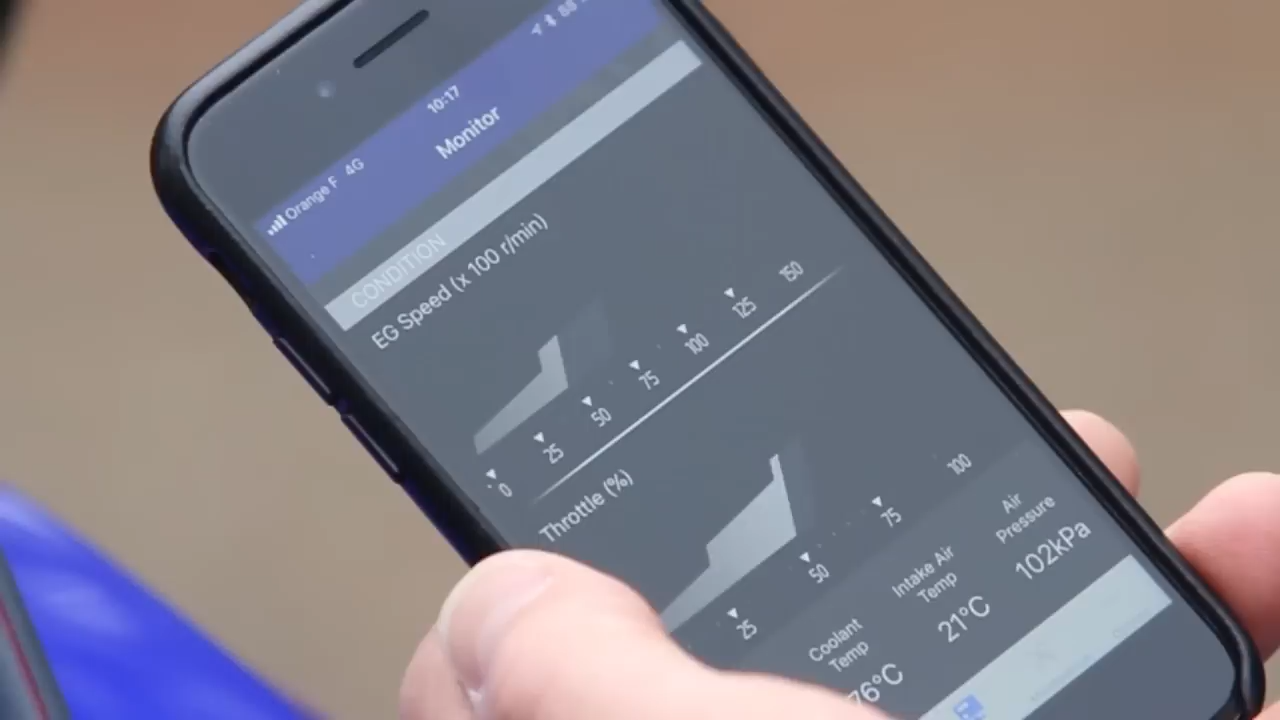 Orange F 4G
10:17
Monitor
CONDITION
EG Speed (x 100 r/min)
0 25 50 75 100 125 150
Throttle (%)
25 50 75 100
Coolant Temp
76°C
Intake Air Temp
21°C
Air Pressure
102kPa